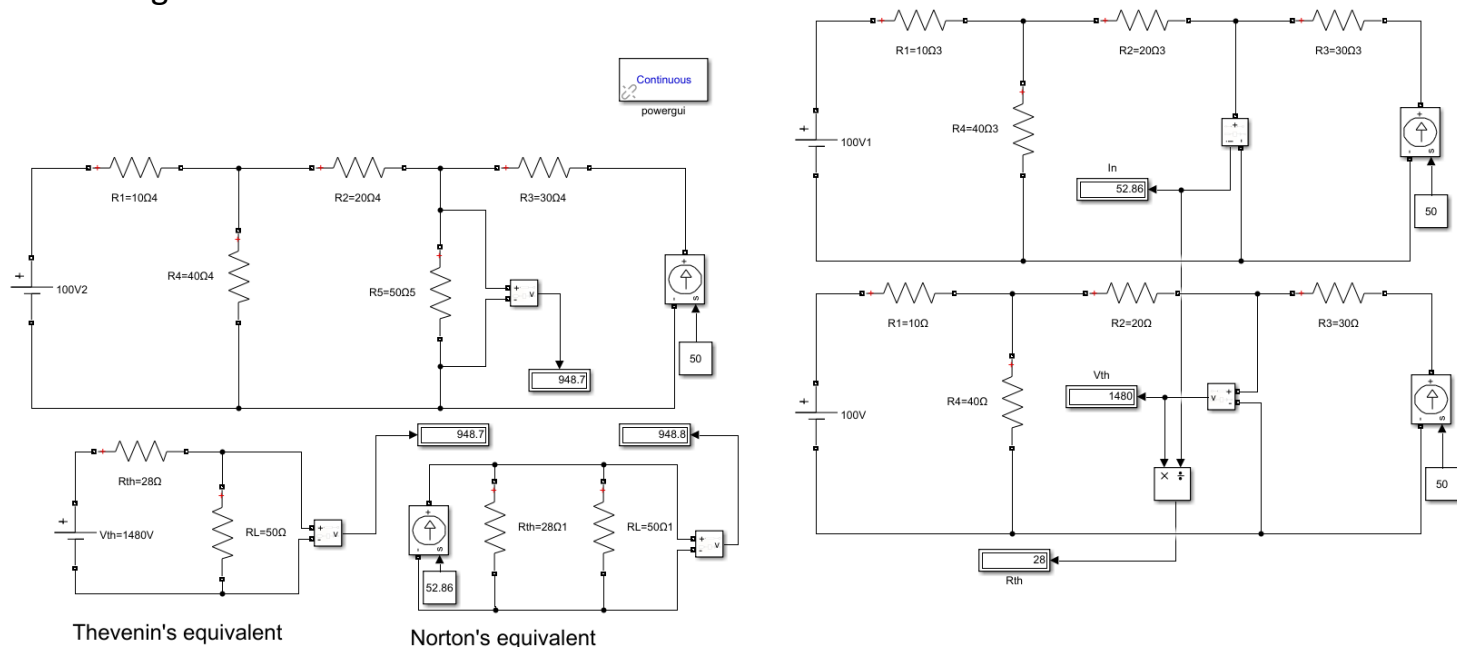 Continuous
powergui
R1=10Ω4
R2=20Ω4
R3=30Ω4
R4=40Ω4
R5=50Ω5
100V2
v
s
50
948.7
948.7
Rth=28Ω
Vth=1480V
RL=50Ω
v
Thevenin's equivalent
948.8
Rth=28Ω1
RL=50Ω1
s
v
52.86
Norton's equivalent
R1=10Ω3
R2=20Ω3
R3=30Ω3
R4=40Ω3
100V1
In
52.86
s
50
R1=10Ω
R2=20Ω
R3=30Ω
R4=40Ω
100V
Vth
1480
v
s
50
28
Rth